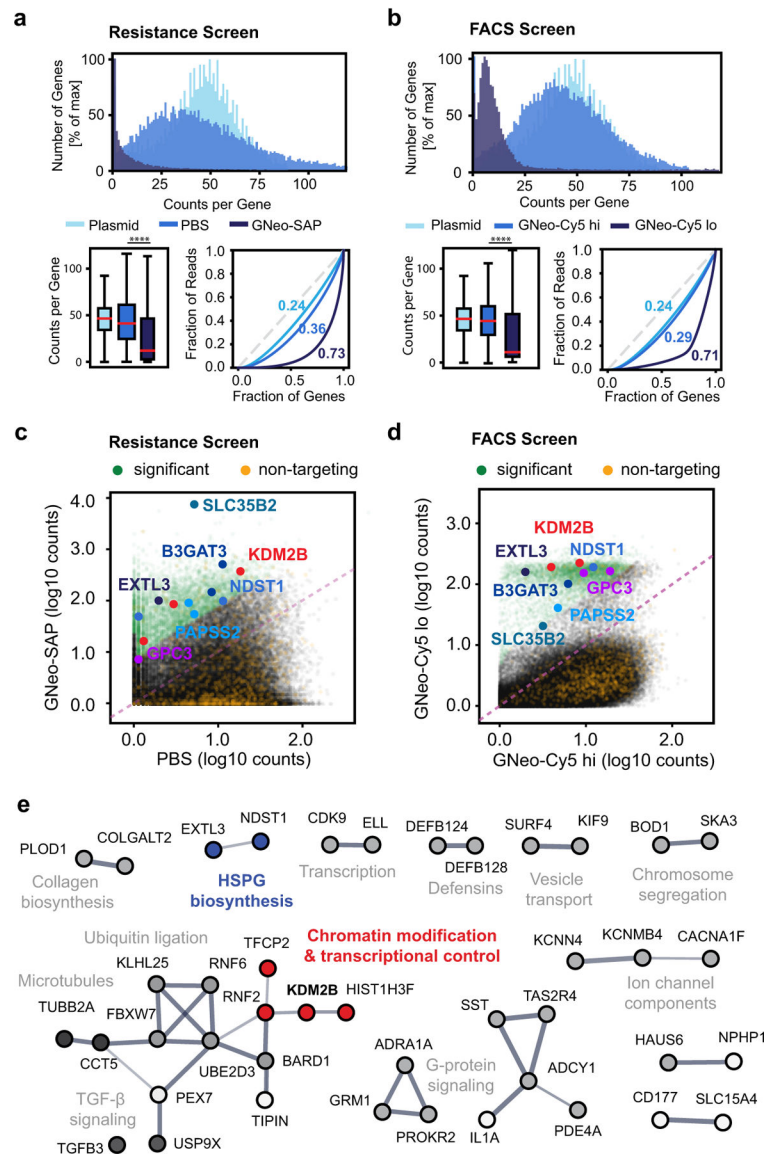 a
Resistance Screen
Number of Genes
[% of max]
100
50
0
0 25 50 75 100
Counts per Gene
Plasmid PBS GNeo-SAP
Counts per Gene
100
50
0
****
Fraction of Reads
1.0
0.8
0.6
0.4
0.2
0.0
0.24
0.36
0.73
0.0 0.5 1.0
Fraction of Genes
b
FACS Screen
Number of Genes
[% of max]
100
50
0
0 50 100
Counts per Gene
Plasmid GNeo-Cy5 hi GNeo-Cy5 lo
Counts per Gene
100
50
0
****
Fraction of Reads
1.0
0.8
0.6
0.4
0.2
0.0
0.24
0.29
0.71
0.0 0.5 1.0
Fraction of Genes
c
Resistance Screen
significant non-targeting
GNeo-SAP (log10 counts)
4.0
3.0
2.0
1.0
0.0
SLC35B2
B3GAT3
KDM2B
EXTL3
NDST1
PAPSS2
GPC3
0.0 1.0 2.0
PBS (log10 counts)
d
FACS Screen
significant non-targeting
GNeo-Cy5 lo (log10 counts)
3.0
2.0
1.0
0.0
KDM2B
EXTL3
NDST1
B3GAT3
GPC3
PAPSS2
SLC35B2
0.0 1.0 2.0
GNeo-Cy5 hi (log10 counts)
e
PLOD1
COLGALT2
Collagen
biosynthesis
EXTL3
NDST1
HSPG
biosynthesis
CDK9
ELL
Transcription
DEFB124
DEFB128
Defensins
SURF4
KIF9
Vesicle
transport
BOD1
SKA3
Chromosome
segregation
Ubiquitin ligation
KLHL25
RNF6
TFCP2
Chromatin modification
& transcriptional control
Microtubules
TUBB2A
FBXW7
RNF2
KDM2B
HIST1H3F
CCT5
UBE2D3
BARD1
TGF-β
signaling
PEX7
TIPIN
TGFB3
USP9X
ADRA1A
GRM1
PROKR2
G-protein
signaling
SST
TAS2R4
ADCY1
IL1A
PDE4A
KCNN4
KCNMB4
CACNA1F
Ion channel
components
HAUS6
NPHP1
CD177
SLC15A4